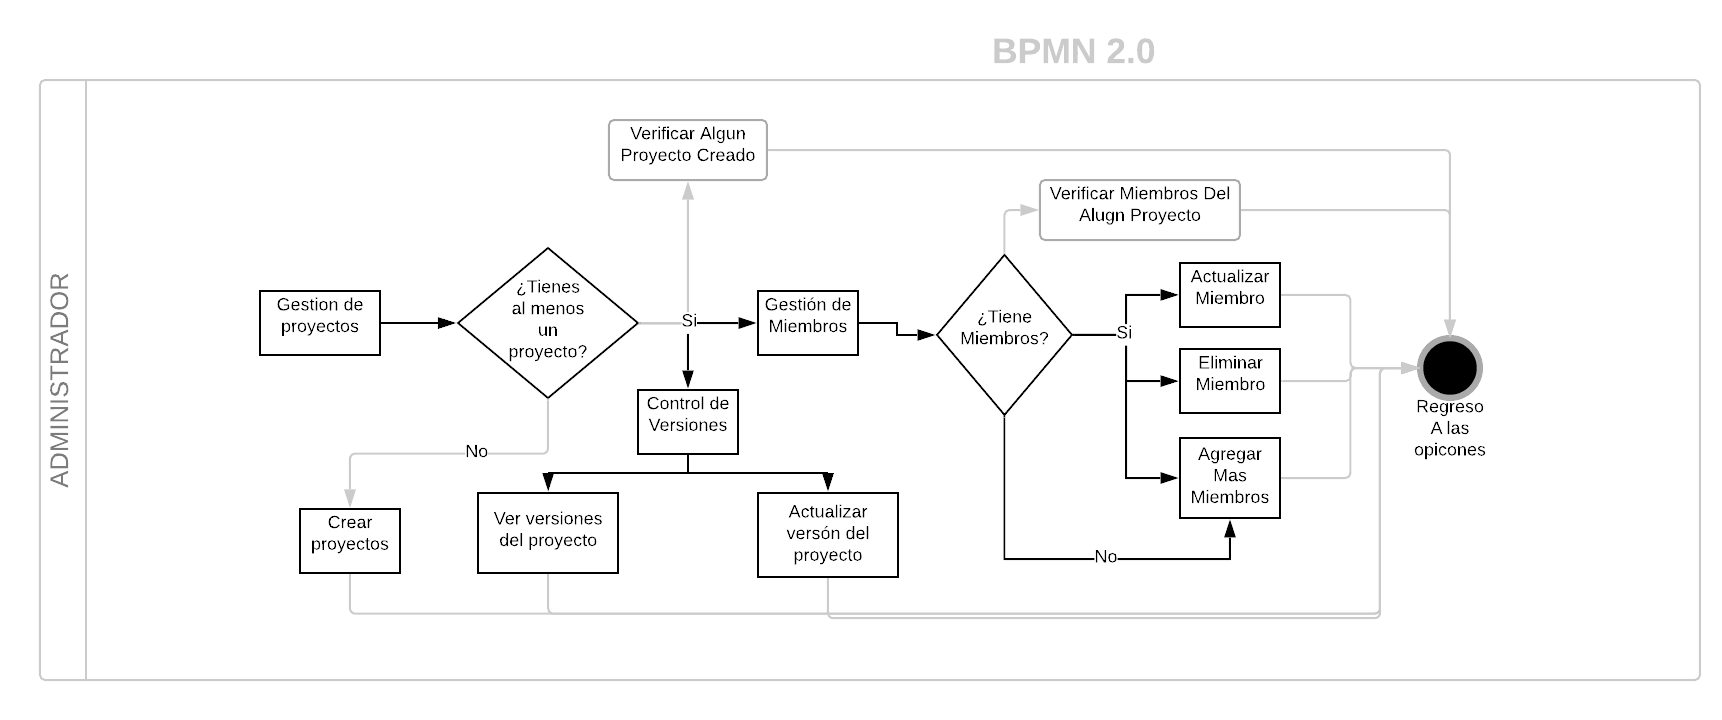 BPMN 2.0
ADMINISTRADOR
Verificar Algun
Proyecto Creado
Verificar Miembros Del
Alugn Proyecto
Gestion de
proyectos
¿Tienes
al menos
un
proyecto?
Si
Gestión de
Miembros
¿Tiene
Miembros?
Si
Actualizar
Miembro
Eliminar
Miembro
Agregar
Mas
Miembros
Regreso
A las
opicones
Control de
Versiones
No
Crear
proyectos
Ver versiones
del proyecto
Actualizar
versón del
proyecto
No